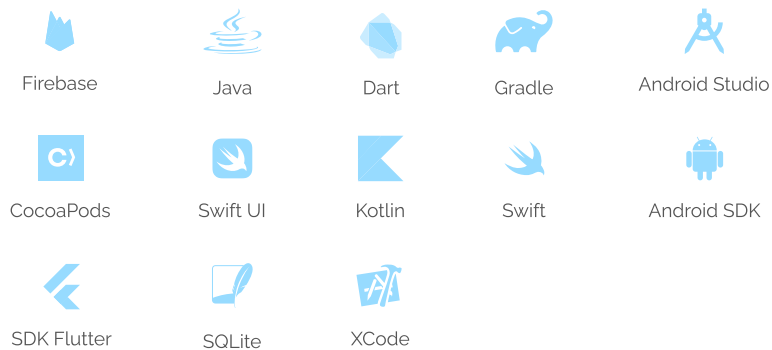 Firebase
Java
Dart
Gradle
Android Studio
CocoaPods
Swift UI
Kotlin
Swift
Android SDK
SDK Flutter
SQLite
XCode